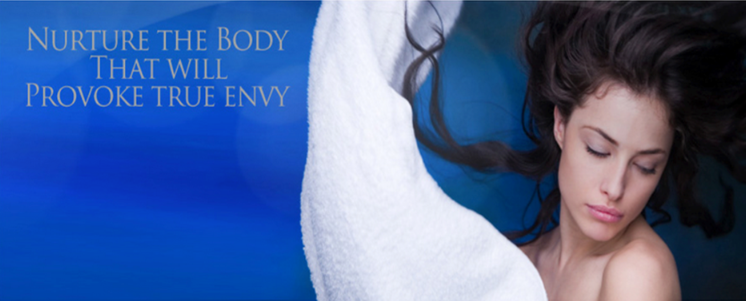 Nurture the Body
That will
Provoke true envy